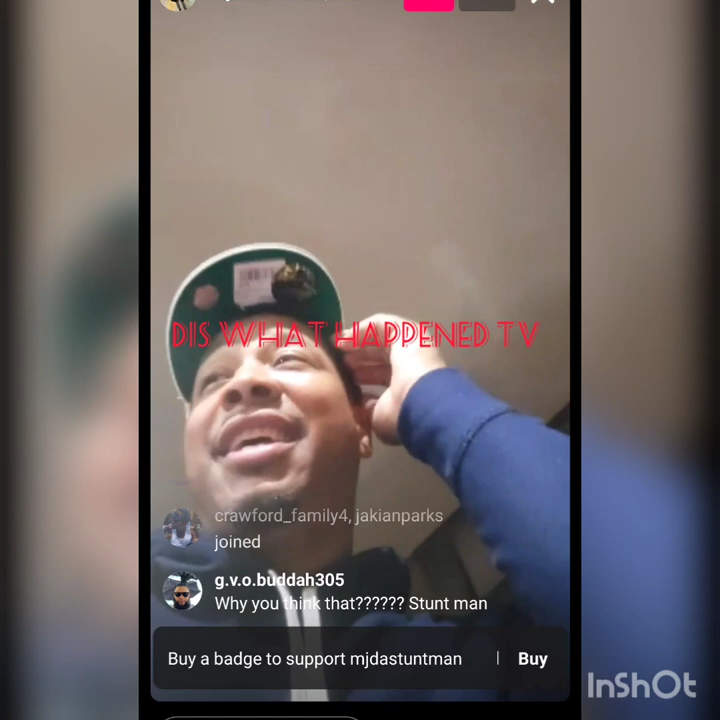 DIS WHAT HAPPENED TV
crawford_family4, jakianparks
joined
g.v.o.buddah305
Why you think that?????? Stunt man
Buy a badge to support mjdastuntman | Buy
InShOt